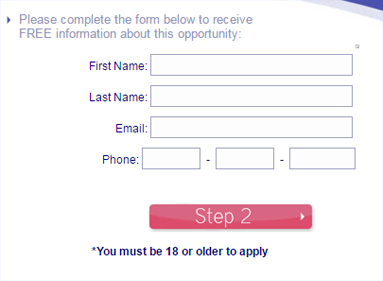 Please complete the form below to receive
FREE information about this opportunity:
First Name:
Last Name:
Email:
Phone: - -
Step 2
*You must be 18 or older to apply